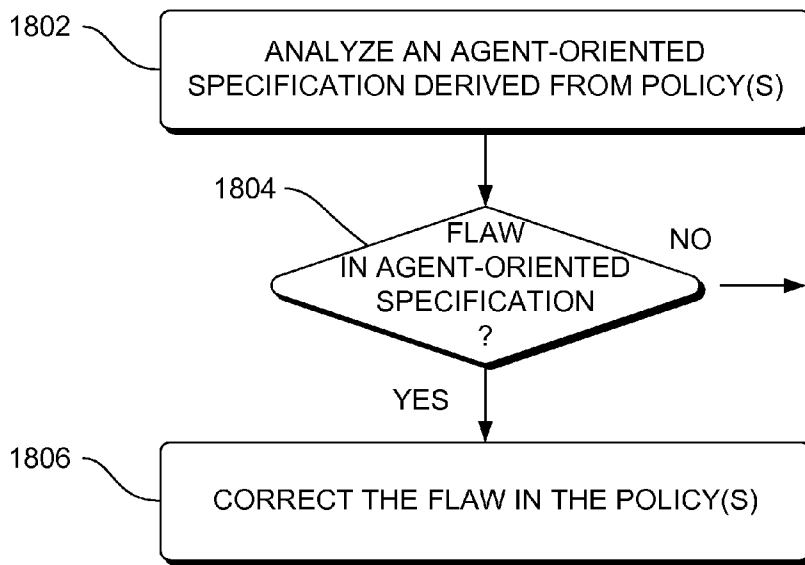 1802
ANALYZE AN AGENT-ORIENTED
SPECIFICATION DERIVED FROM POLICY(S)
1804
FLAW
IN AGENT-ORIENTED
SPECIFICATION
?
NO
YES
1806
CORRECT THE FLAW IN THE POLICY(S)